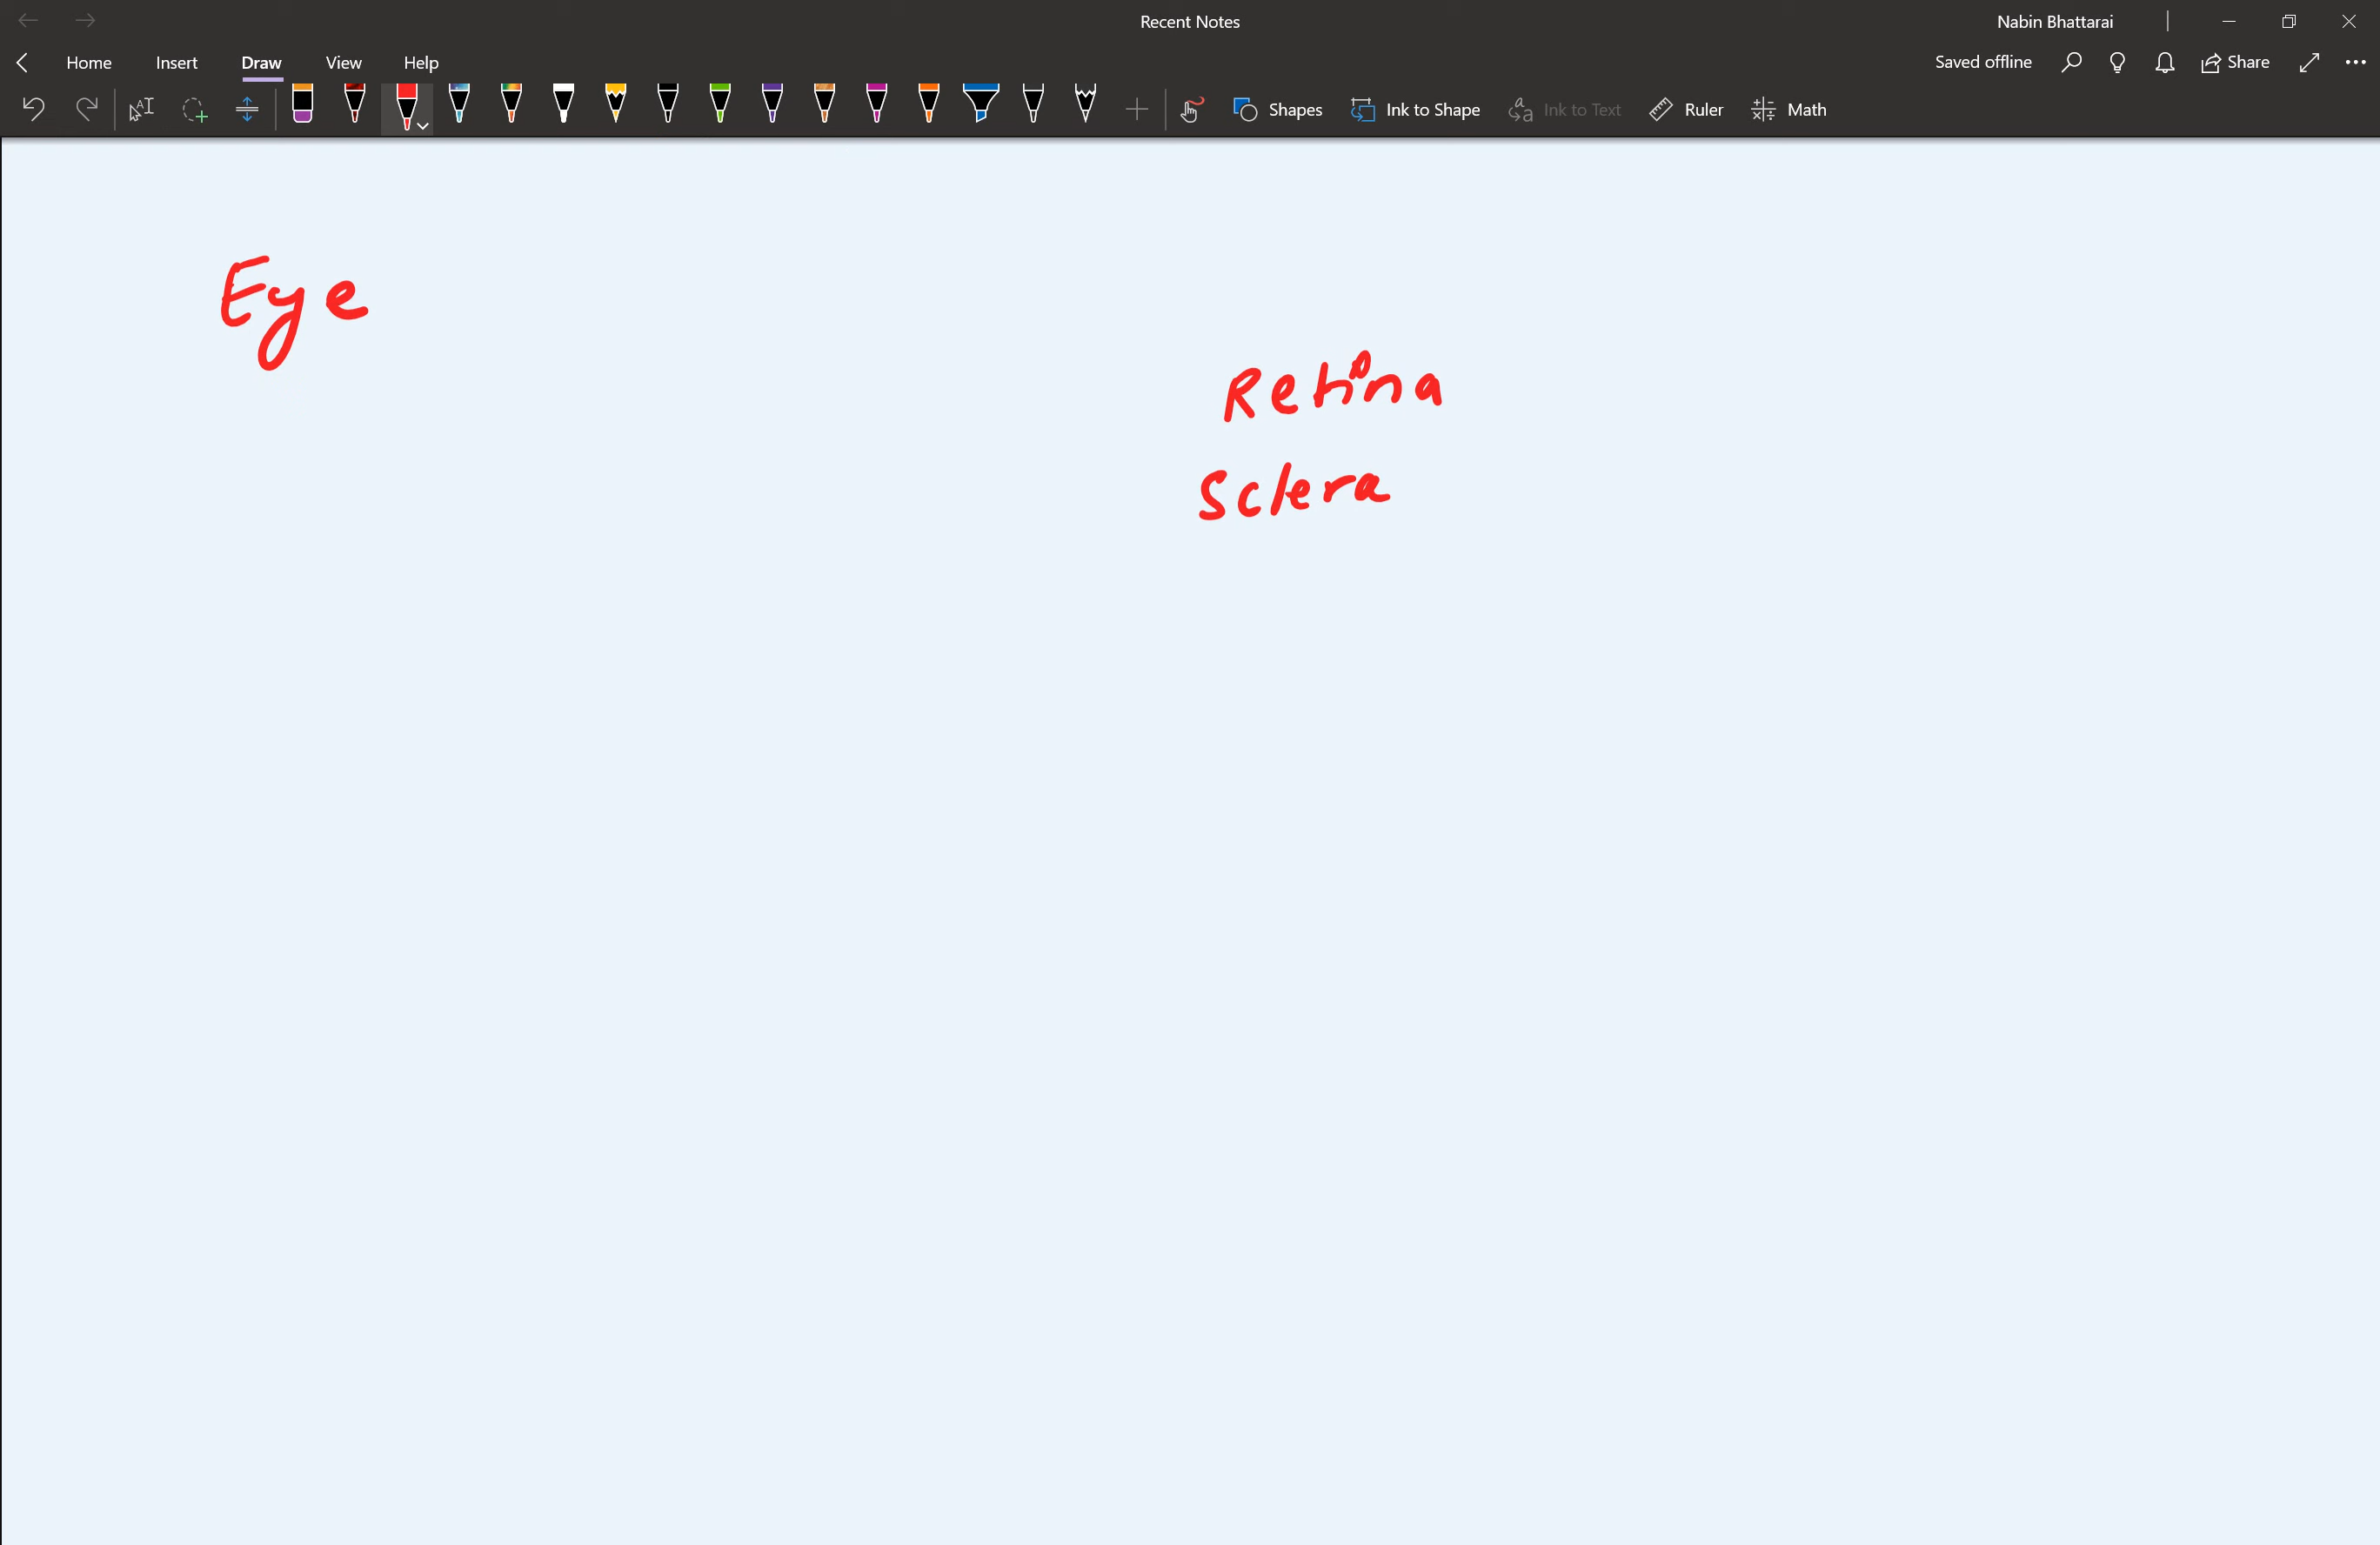 Recent Notes
Nabin Bhattarai
Home Insert Draw View Help
Saved offline
Share
Shapes
Ink to Shape
Ink to Text
Ruler
Math
Eye
Retina
Sclera